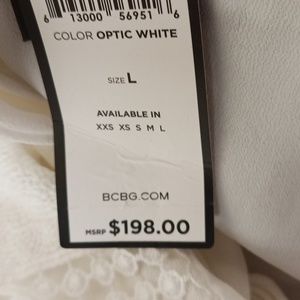 6 13000 56951 6
COLOR OPTIC WHITE
SIZE L
AVAILABLE IN
XXS XS S M L
BCBG.COM
MSRP $198.00